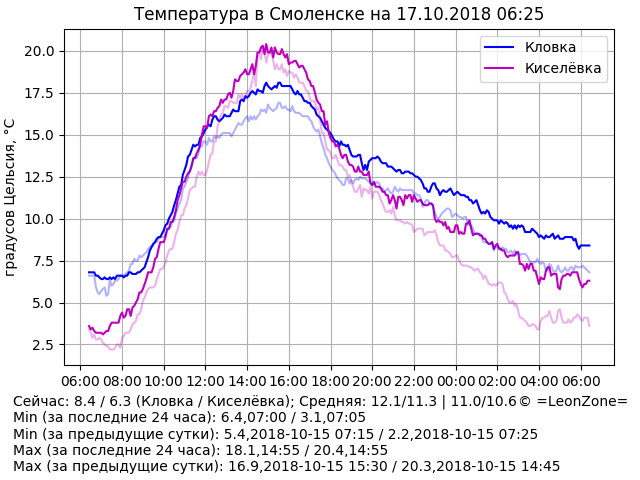 Температура в Смоленске на 17.10.2018 06:25
Кловка
Киселёвка
градусов Цельсия, °C
20.0
17.5
15.0
12.5
10.0
7.5
5.0
2.5
06:00 08:00 10:00 12:00 14:00 16:00 18:00 20:00 22:00 00:00 02:00 04:00 06:00
Сейчас: 8.4 / 6.3 (Кловка / Киселёвка); Средняя: 12.1/11.3 | 11.0/10.6© =LeonZone=
Min (за последние 24 часа): 6.4,07:00 / 3.1,07:05
Min (за предыдущие сутки): 5.4,2018-10-15 07:15 / 2.2,2018-10-15 07:25
Max (за последние 24 часа): 18.1,14:55 / 20.4,14:55
Max (за предыдущие сутки): 16.9,2018-10-15 15:30 / 20.3,2018-10-15 14:45